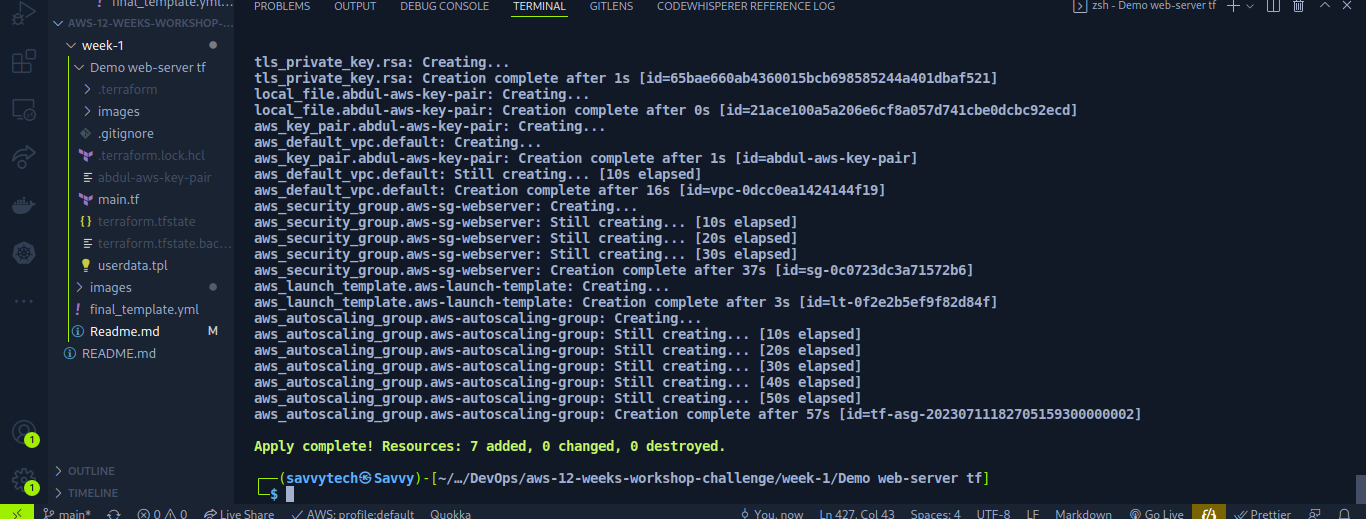 final_template.yml...
PROBLEMS OUTPUT DEBUG CONSOLE TERMINAL GITLENS CODEWHISPERER REFERENCE LOG
zsh - Demo web-server tf
AWS-12-WEEKS-WORKSHOP-...
week-1
Demo web-server tf
.terraform
images
.gitignore
.terraform.lock.hcl
abdul-aws-key-pair
main.tf
terraform.tfstate
terraform.tfstate.bac...
userdata.tpl
images
final_template.yml
Readme.md M
README.md
OUTLINE
TIMELINE
1
1
tls_private_key.rsa: Creating...
tls_private_key.rsa: Creation complete after 1s [id=65bae660ab4360015bcb698585244a401dbaf521]
local_file.abdul-aws-key-pair: Creating...
local_file.abdul-aws-key-pair: Creation complete after 0s [id=21ace100a5a206e6cf8a057d741cbe0dcbc92ecd]
aws_key_pair.abdul-aws-key-pair: Creating...
aws_default_vpc.default: Creating...
aws_key_pair.abdul-aws-key-pair: Creation complete after 1s [id=abdul-aws-key-pair]
aws_default_vpc.default: Still creating... [10s elapsed]
aws_default_vpc.default: Creation complete after 16s [id=vpc-0dcc0ea1424144f19]
aws_security_group.aws-sg-webserver: Creating...
aws_security_group.aws-sg-webserver: Still creating... [10s elapsed]
aws_security_group.aws-sg-webserver: Still creating... [20s elapsed]
aws_security_group.aws-sg-webserver: Still creating... [30s elapsed]
aws_security_group.aws-sg-webserver: Creation complete after 37s [id=sg-0c0723dc3a71572b6]
aws_launch_template.aws-launch-template: Creating...
aws_launch_template.aws-launch-template: Creation complete after 3s [id=lt-0f2e2b5ef9f82d84f]
aws_autoscaling_group.aws-autoscaling-group: Creating...
aws_autoscaling_group.aws-autoscaling-group: Still creating... [10s elapsed]
aws_autoscaling_group.aws-autoscaling-group: Still creating... [20s elapsed]
aws_autoscaling_group.aws-autoscaling-group: Still creating... [30s elapsed]
aws_autoscaling_group.aws-autoscaling-group: Still creating... [40s elapsed]
aws_autoscaling_group.aws-autoscaling-group: Still creating... [50s elapsed]
aws_autoscaling_group.aws-autoscaling-group: Creation complete after 57s [id=tf-asg-20230711182705159300000002]
Apply complete! Resources: 7 added, 0 changed, 0 destroyed.
(savvytech㉿Savvy)-[~/…/DevOps/aws-12-weeks-workshop-challenge/week-1/Demo web-server tf]
$
main* 0 0 Live Share AWS: profile:default Quokka You, now Ln 427, Col 43 Spaces: 4 UTF-8 LF Markdown Go Live Prettier